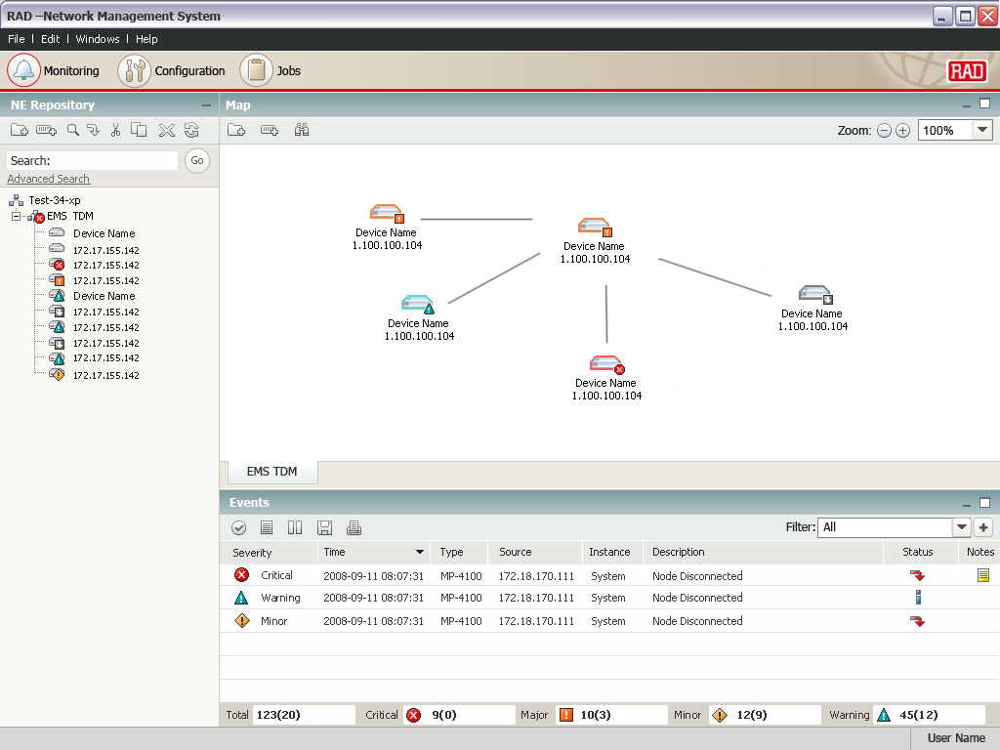 RAD –Network Management System
File | Edit | Windows | Help
Monitoring Configuration Jobs
RAD
NE Repository
Search: Go
Advanced Search
Test-34-xp
EMS TDM
Device Name
172.17.155.142
172.17.155.142
172.17.155.142
Device Name
172.17.155.142
172.17.155.142
172.17.155.142
172.17.155.142
172.17.155.142
Map
Zoom: 100%
Device Name
1.100.100.104
Device Name
1.100.100.104
Device Name
1.100.100.104
Device Name
1.100.100.104
Device Name
1.100.100.104
EMS TDM
Events
Filter: All
Severity Time Type Source Instance Description Status Notes
Critical 2008-09-11 08:07:31 MP-4100 172.18.170.111 System Node Disconnected
Warning 2008-09-11 08:07:31 MP-4100 172.18.170.111 System Node Disconnected
Minor 2008-09-11 08:07:31 MP-4100 172.18.170.111 System Node Disconnected
Total 123(20) Critical 9(0) Major 10(3) Minor 12(9) Warning 45(12)
User Name